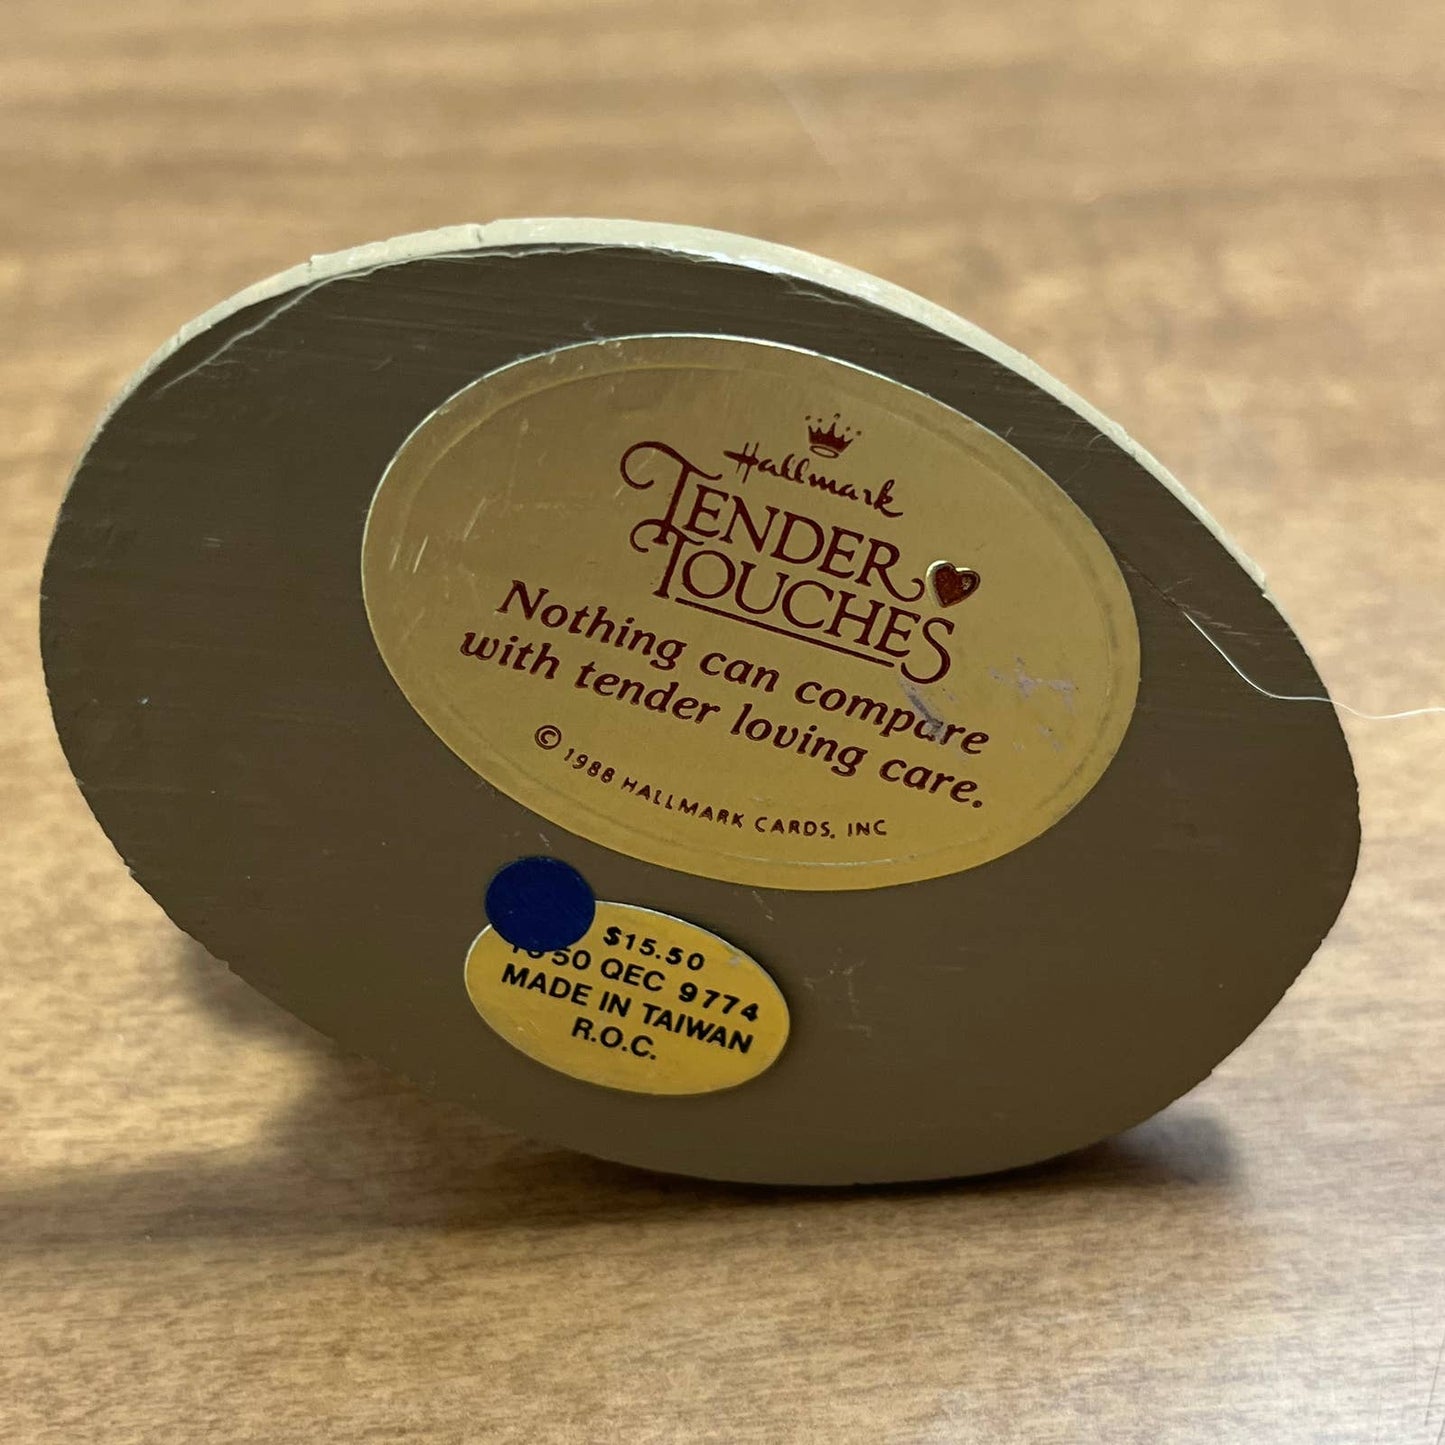 Hallmark
TENDER
TOUCHES
Nothing can compare
with tender loving care.
© 1988 HALLMARK CARDS, INC
$15.50
50 QEC 9774
MADE IN TAIWAN
R.O.C.